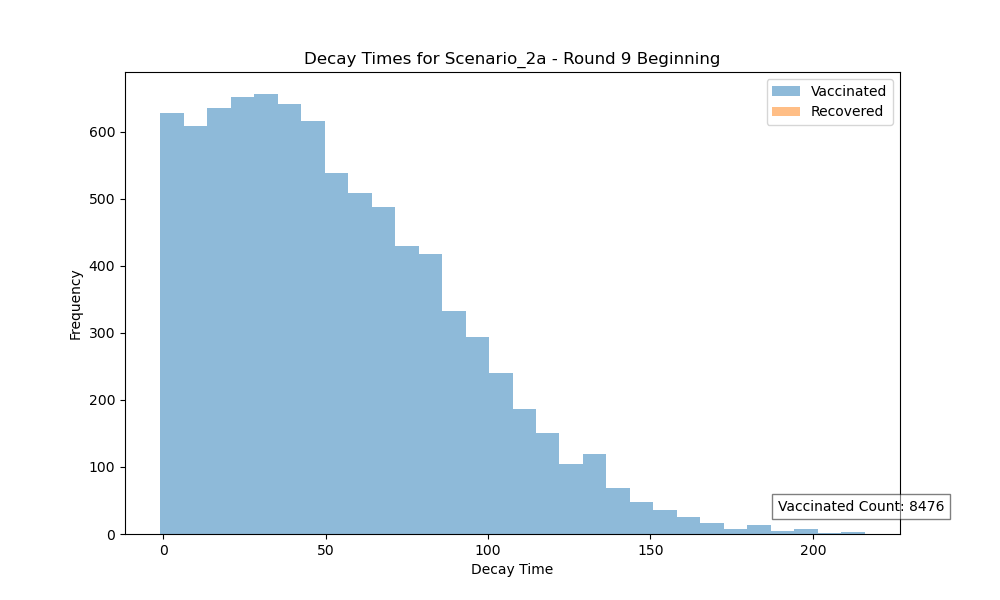 Decay Times for Scenario_2a - Round 9 Beginning
Vaccinated
Recovered
600
500
400
300
200
100
0
Frequency
Vaccinated Count: 8476
0 50 100 150 200
Decay Time